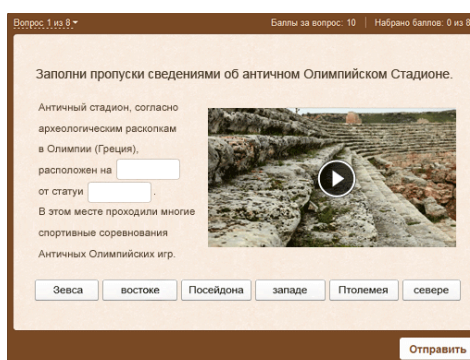 Вопрос 1 из 8
Баллы за вопрос: 10 | Набрано баллов: 0 из 8
Заполни пропуски сведениями об античном Олимпийском Стадионе.
Античный стадион, согласно
археологическим раскопкам
в Олимпии (Греция),
расположен на
от статуи .
В этом месте проходили многие
спортивные соревнования
Античных Олимпийских игр.
Зевса востоке Посейдона западе Птолемея севере
Отправить